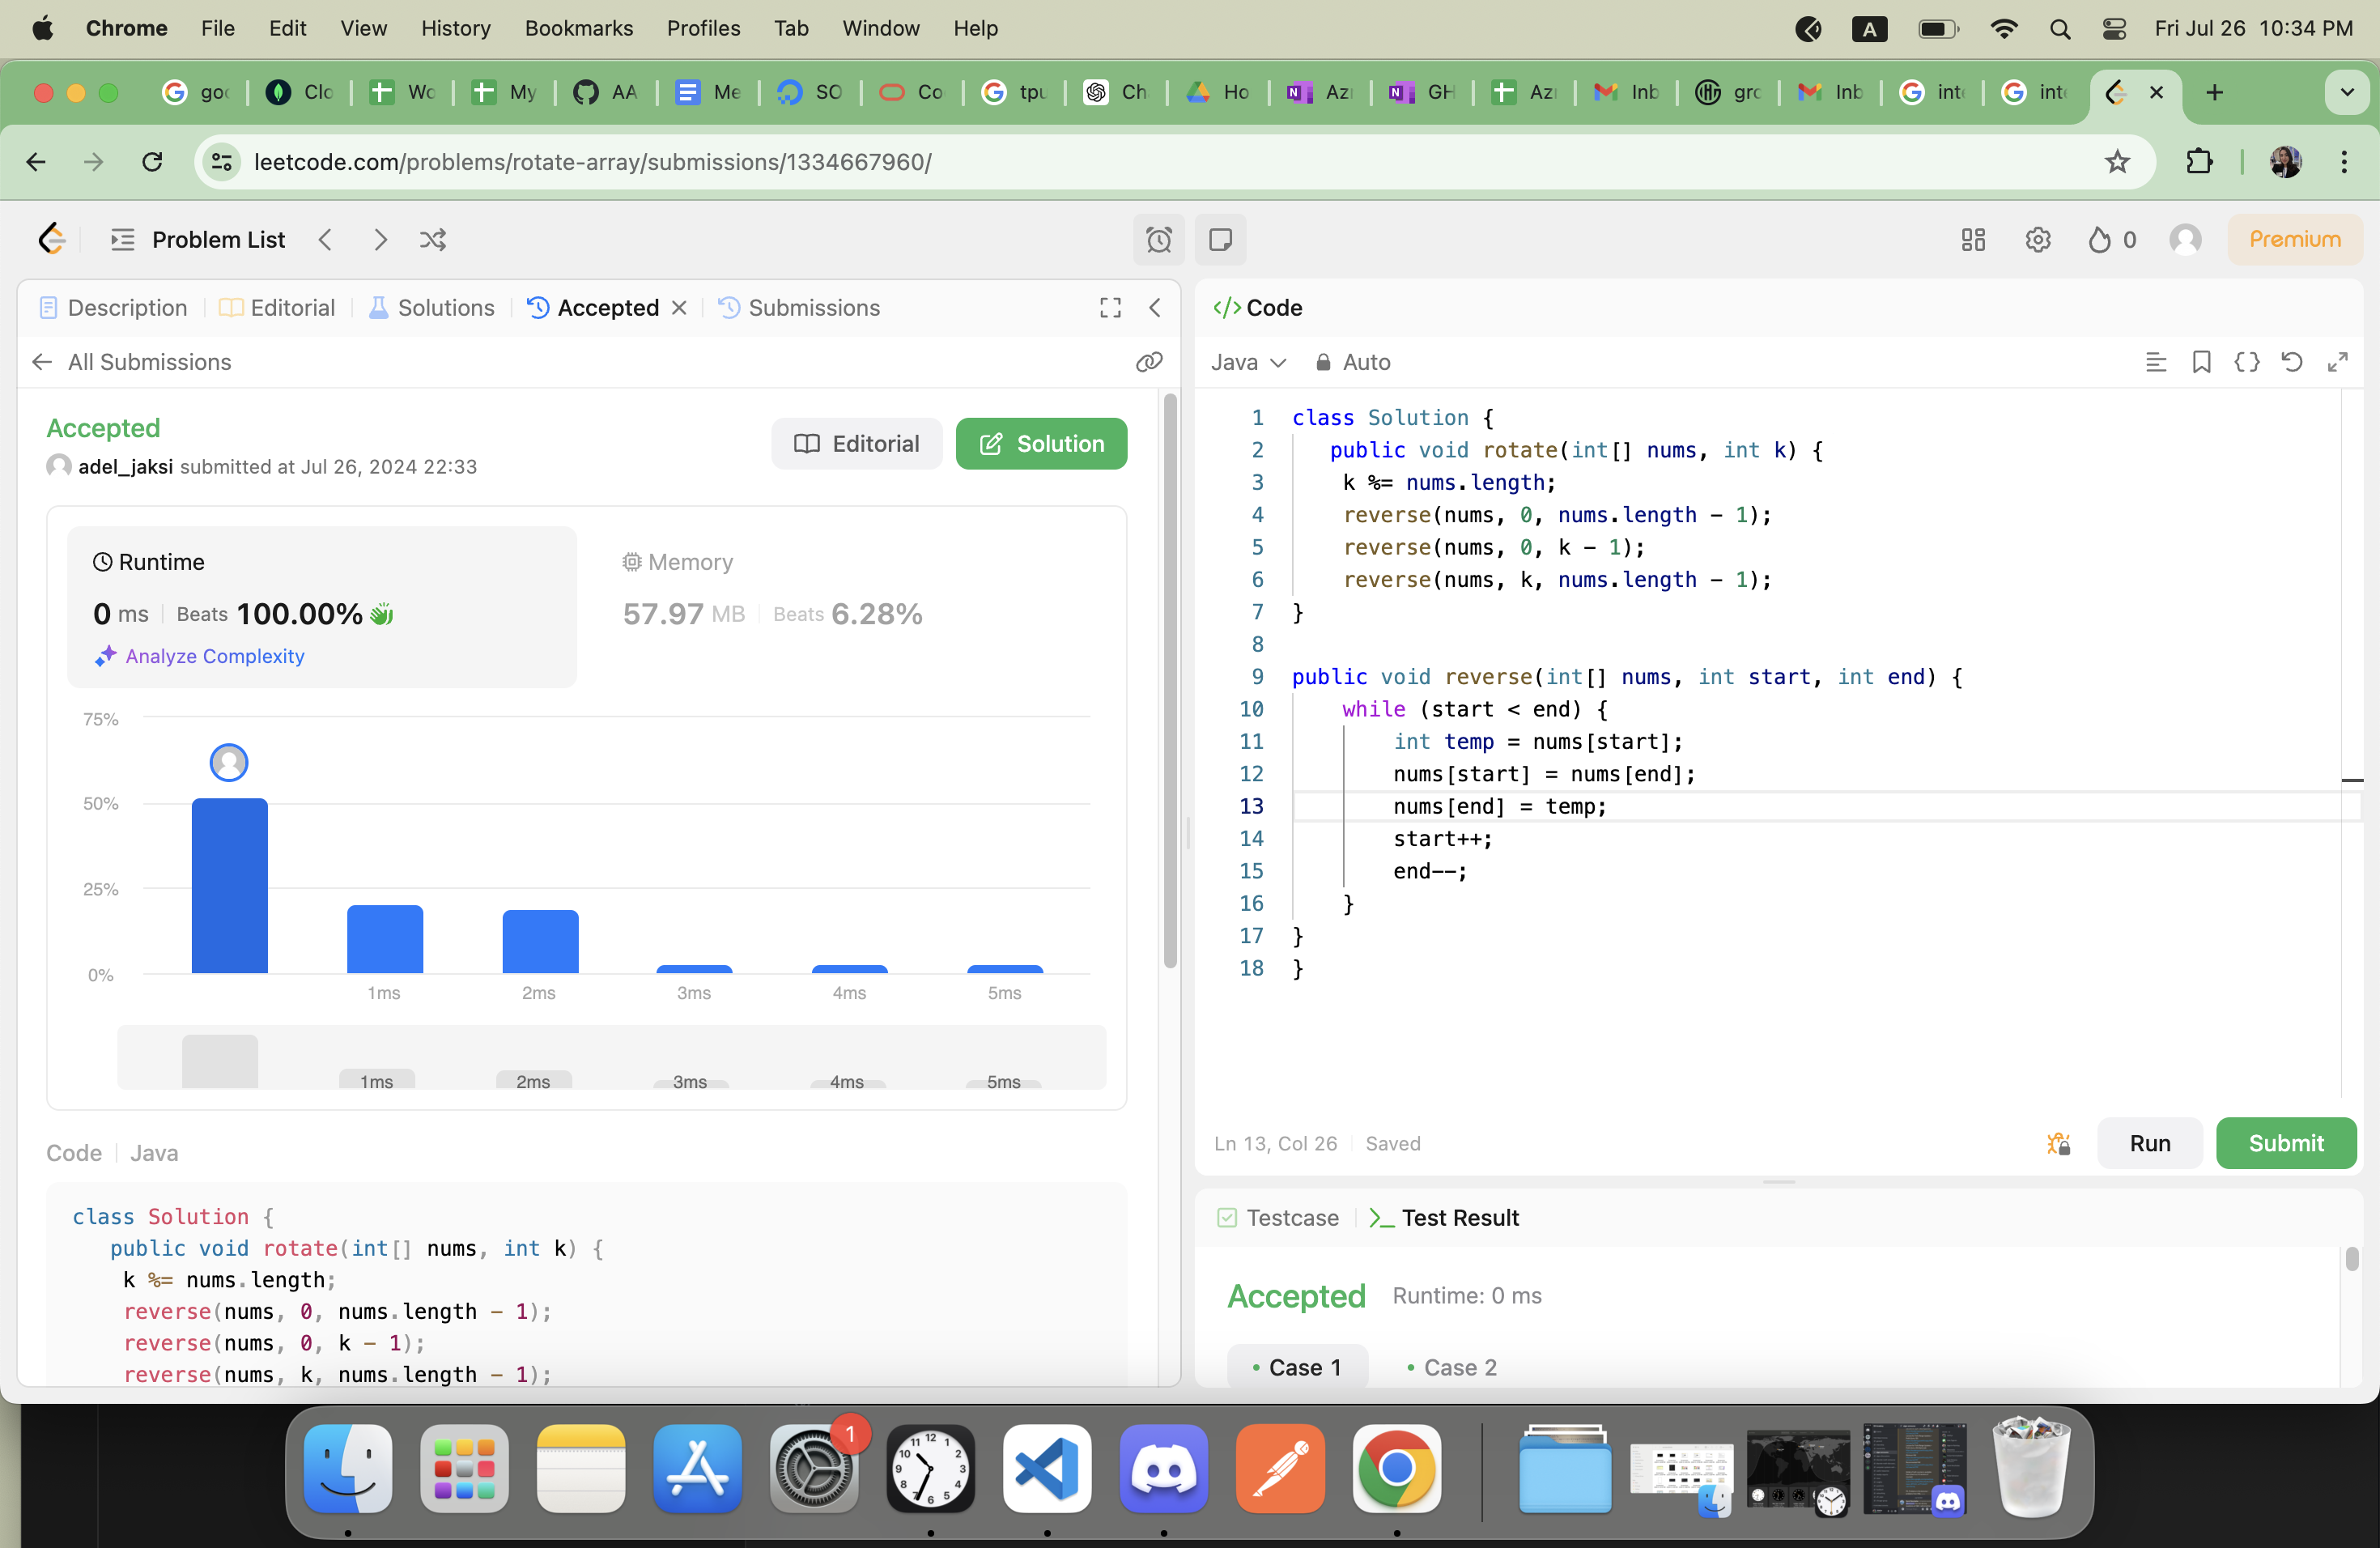 Chrome File Edit View History Bookmarks Profiles Tab Window Help A Fri Jul 26 10:34 PM
goo Clo Wo My AA Me SO Co tpu Ch Ho Azi GH Azi Inb gro Inb inte inte
leetcode.com/problems/rotate-array/submissions/1334667960/
Problem List 0 Premium
Description Editorial Solutions Accepted Submissions
All Submissions
Accepted
adel_jaksi submitted at Jul 26, 2024 22:33
Editorial Solution
Runtime
0 ms Beats 100.00%
Analyze Complexity
Memory
57.97 MB Beats 6.28%
75%
50%
25%
0%
1ms 2ms 3ms 4ms 5ms
1ms 2ms 3ms 4ms 5ms
Code Java
class Solution {
public void rotate(int[] nums, int k) {
k %= nums.length;
reverse(nums, 0, nums.length - 1);
reverse(nums, 0, k - 1);
reverse(nums, k, nums.length - 1);
</> Code
Java Auto
1 class Solution {
2 public void rotate(int[] nums, int k) {
3 k %= nums.length;
4 reverse(nums, 0, nums.length - 1);
5 reverse(nums, 0, k - 1);
6 reverse(nums, k, nums.length - 1);
7 }
8
9 public void reverse(int[] nums, int start, int end) {
10 while (start < end) {
11 int temp = nums[start];
12 nums[start] = nums[end];
13 nums[end] = temp;
14 start++;
15 end--;
16 }
17 }
18 }
Ln 13, Col 26 Saved
Run Submit
Testcase Test Result
Accepted Runtime: 0 ms
Case 1 Case 2
1